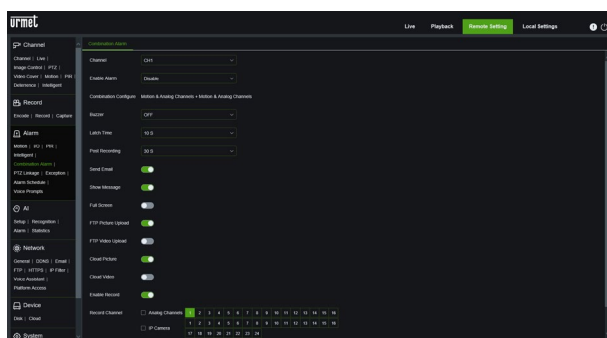 urmet
Live Playback Remote Setting Local Settings
Channel
Channel | Live |
Image Control | PTZ |
Video Cover | Motion | PIR |
Deterrence | Intelligent
Record
Encode | Record | Capture
Alarm
Motion | I/O | PIR |
Intelligent |
Combination Alarm |
PTZ Linkage | Exception |
Alarm Schedule |
Voice Prompts
AI
Setup | Recognition |
Alarm | Statistics
Network
General | DDNS | Email |
FTP | HTTPS | IP Filter |
Voice Assistant |
Platform Access
Device
Disk | Cloud
System
Combination Alarm
Channel CH1
Enable Alarm Disable
Combination Configure Motion & Analog Channels + Motion & Analog Channels
Buzzer OFF
Latch Time 10 S
Post Recording 30 S
Send Email
Show Message
Full Screen
FTP Picture Upload
FTP Video Upload
Cloud Picture
Cloud Video
Enable Record
Record Channel Analog Channels 1 2 3 4 5 6 7 8 9 10 11 12 13 14 15 16
IP Camera 1 2 3 4 5 6 7 8 9 10 11 12 13 14 15 16
17 18 19 20 21 22 23 24